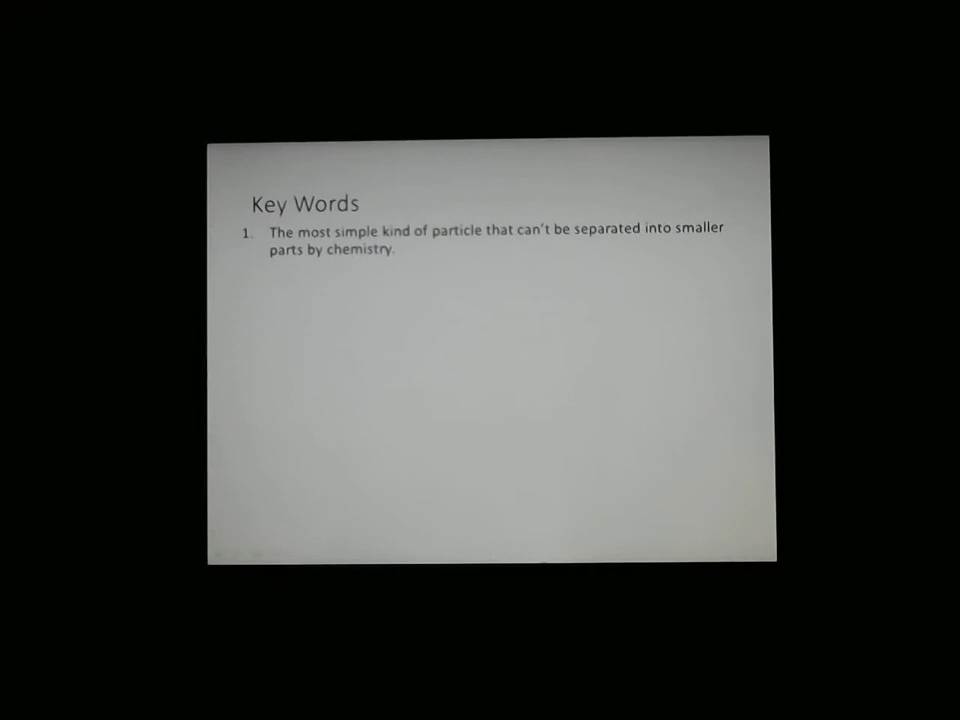 Key Words
1. The most simple kind of particle that can't be separated into smaller
parts by chemistry.